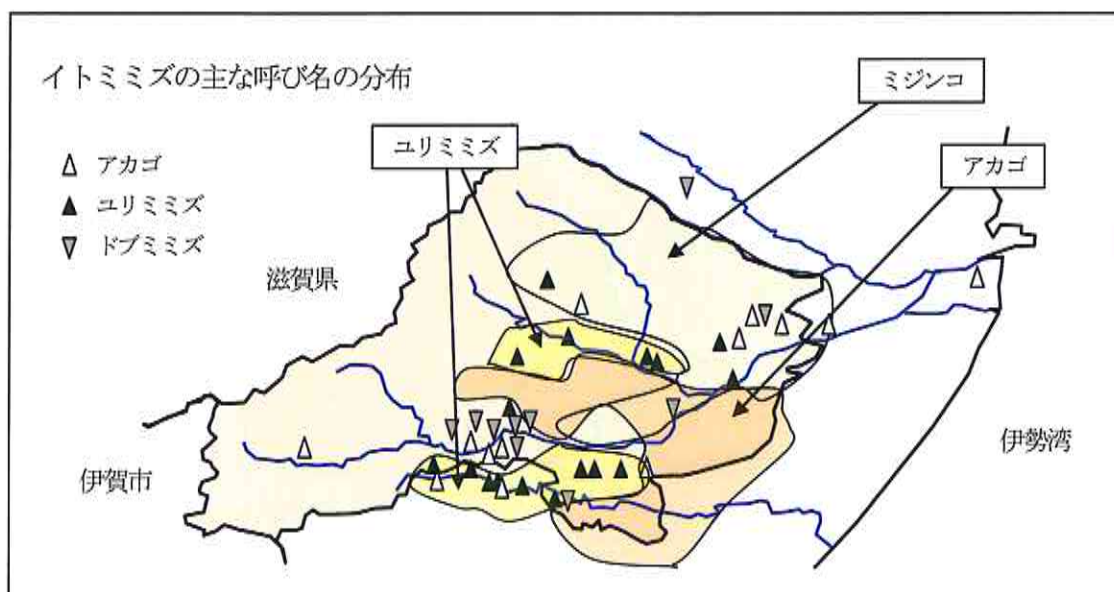 イトミミズの主な呼び名の分布
ミジンコ
ユリミミズ
アカゴ
アカゴ
ユリミミズ
ドブミミズ
滋賀県
伊勢湾
伊賀市